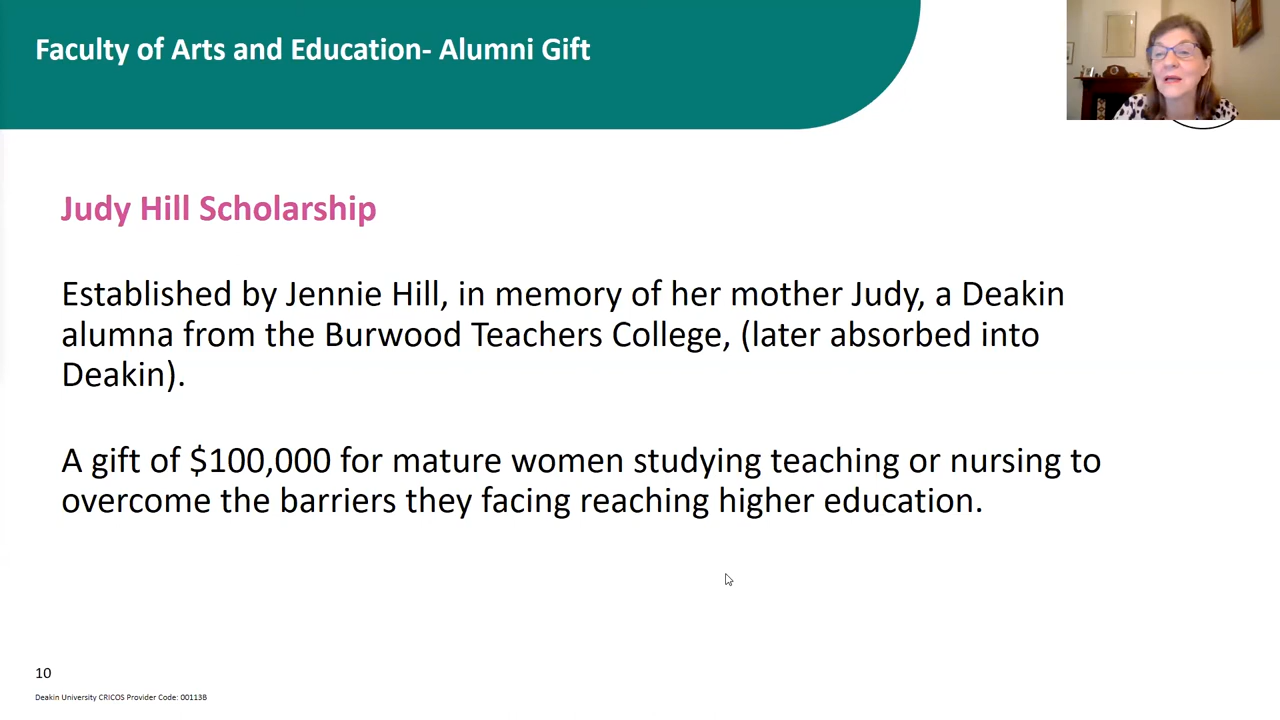 Faculty of Arts and Education- Alumni Gift
Judy Hill Scholarship
Established by Jennie Hill, in memory of her mother Judy, a Deakin
alumna from the Burwood Teachers College, (later absorbed into
Deakin).
A gift of $100,000 for mature women studying teaching or nursing to
overcome the barriers they facing reaching higher education.
10
Deakin University CRICOS Provider Code: 00113B